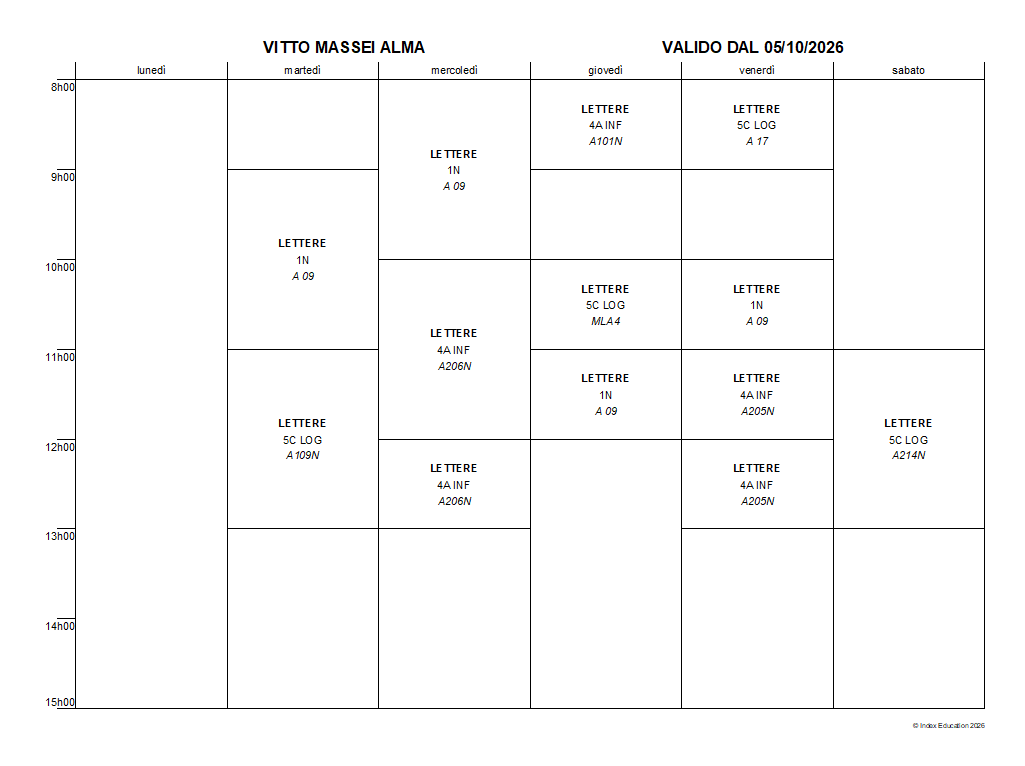 VITTO MASSEI ALMA
VALIDO DAL 05/10/2026
lunedì
martedì
mercoledì
giovedì
venerdì
sabato
8h00
9h00
10h00
11h00
12h00
13h00
14h00
15h00
LETTERE
1N
A 09
LETTERE
5C LOG
A109N
LETTERE
1N
A 09
LETTERE
4A INF
A206N
LETTERE
4A INF
A206N
LETTERE
4A INF
A101N
LETTERE
5C LOG
MLA4
LETTERE
1N
A 09
LETTERE
5C LOG
A 17
LETTERE
1N
A 09
LETTERE
4A INF
A205N
LETTERE
4A INF
A205N
LETTERE
5C LOG
A214N
© Index Education 2026